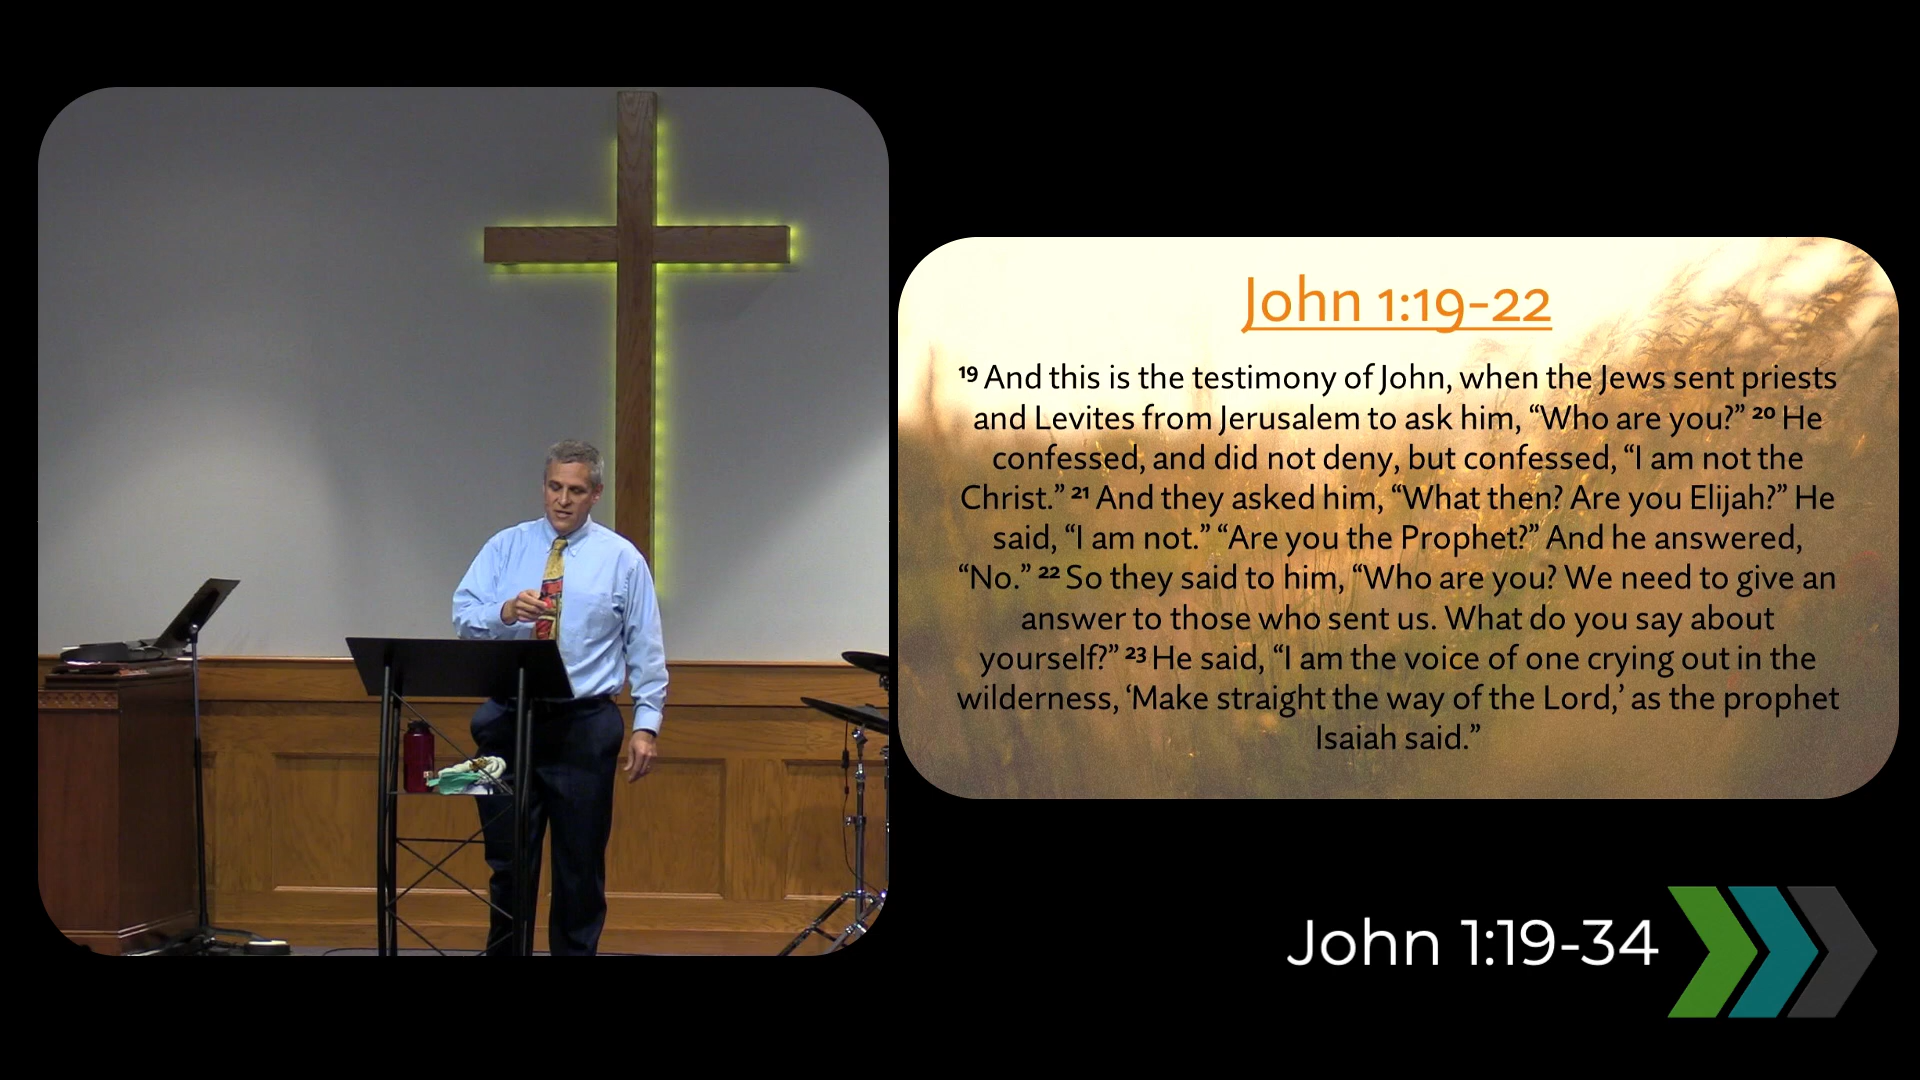 John 1:19-22
¹⁹ And this is the testimony of John, when the Jews sent priests
and Levites from Jerusalem to ask him, “Who are you?” ²⁰ He
confessed, and did not deny, but confessed, “I am not the
Christ.” ²¹ And they asked him, “What then? Are you Elijah?” He
said, “I am not.” “Are you the Prophet?” And he answered,
“No.” ²² So they said to him, “Who are you? We need to give an
answer to those who sent us. What do you say about
yourself?” ²³ He said, “I am the voice of one crying out in the
wilderness, ‘Make straight the way of the Lord,’ as the prophet
Isaiah said.”
John 1:19-34